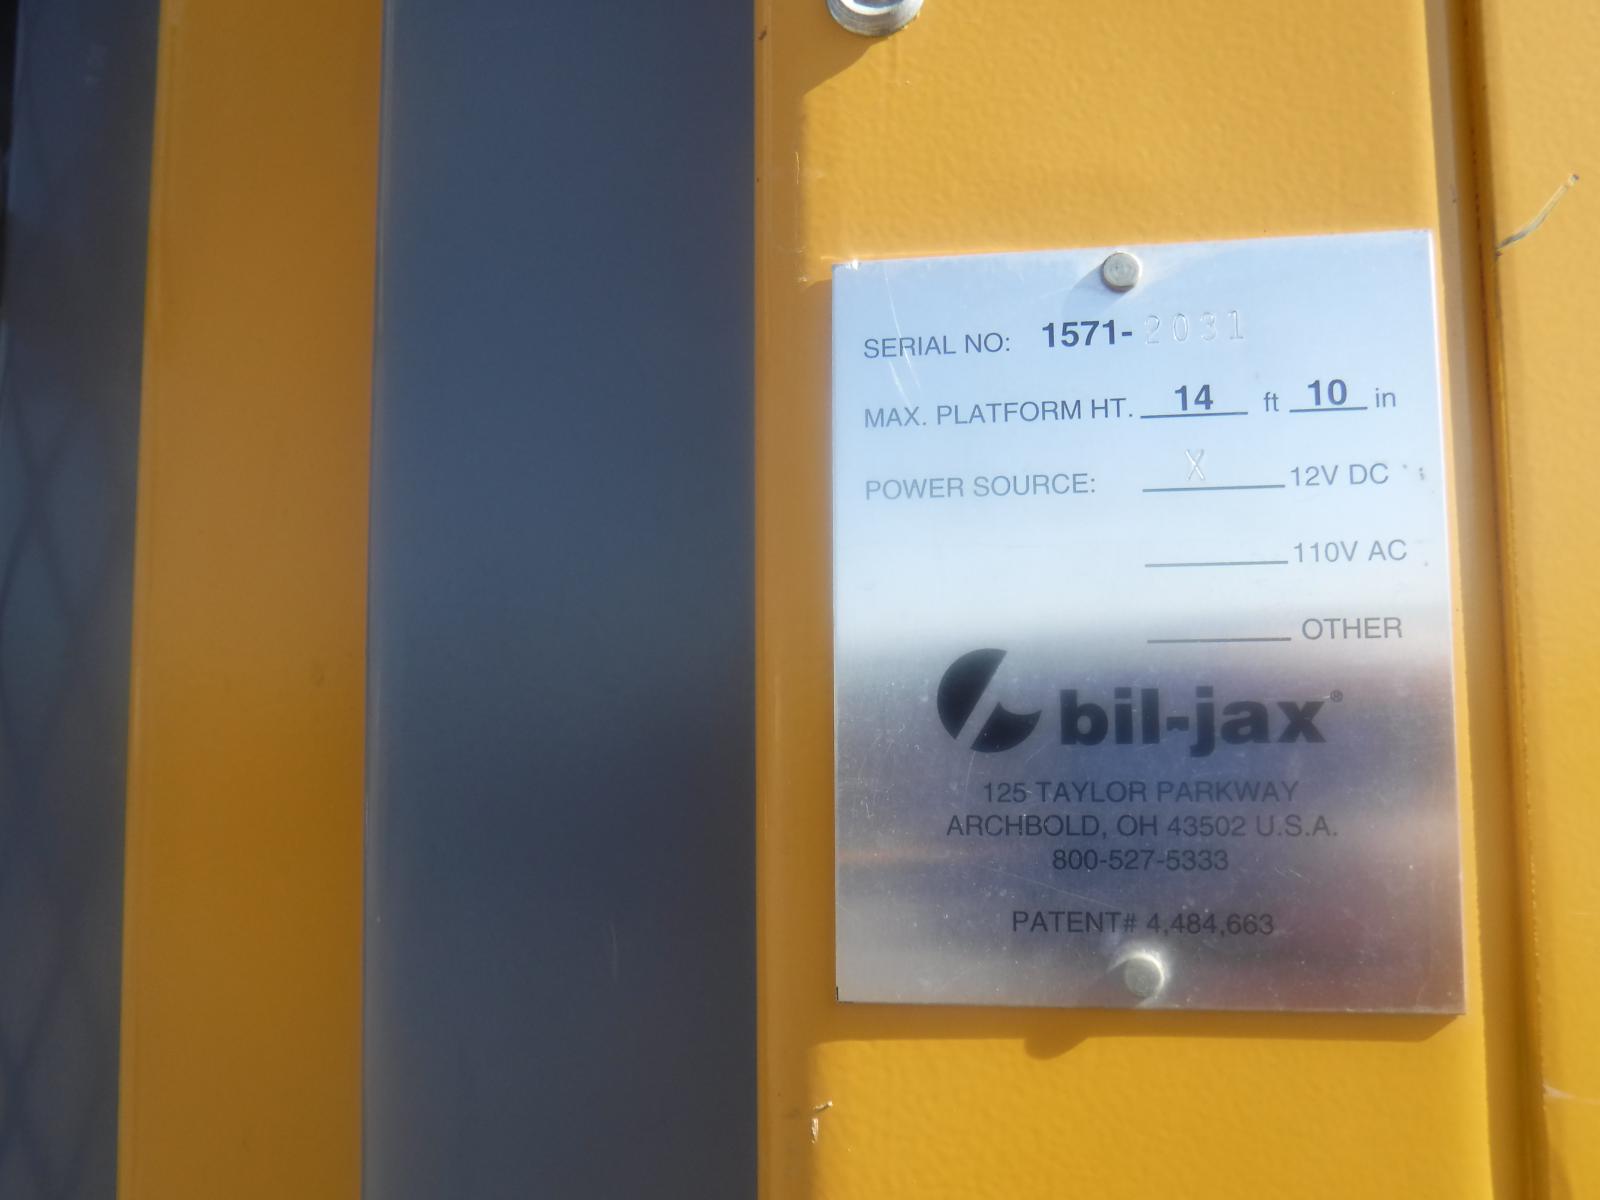 SERIAL NO: 1571-2031
MAX. PLATFORM HT. 14 ft 10 in
POWER SOURCE: X 12V DC
110V AC
OTHER
bil-jax®
125 TAYLOR PARKWAY
ARCHBOLD, OH 43502 U.S.A.
800-527-5333
PATENT# 4,484,663